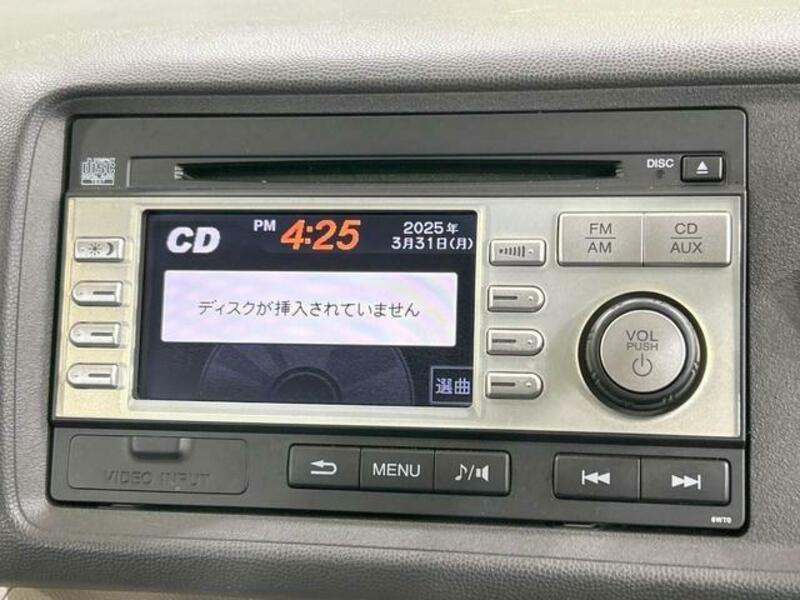 disc
DISC
CD
PM 4:25
2025年
3月31日(月)
ディスクが挿入されていません
選曲
FM
AM
CD
AUX
VOL
PUSH
VIDEO INPUT
MENU
6WT0